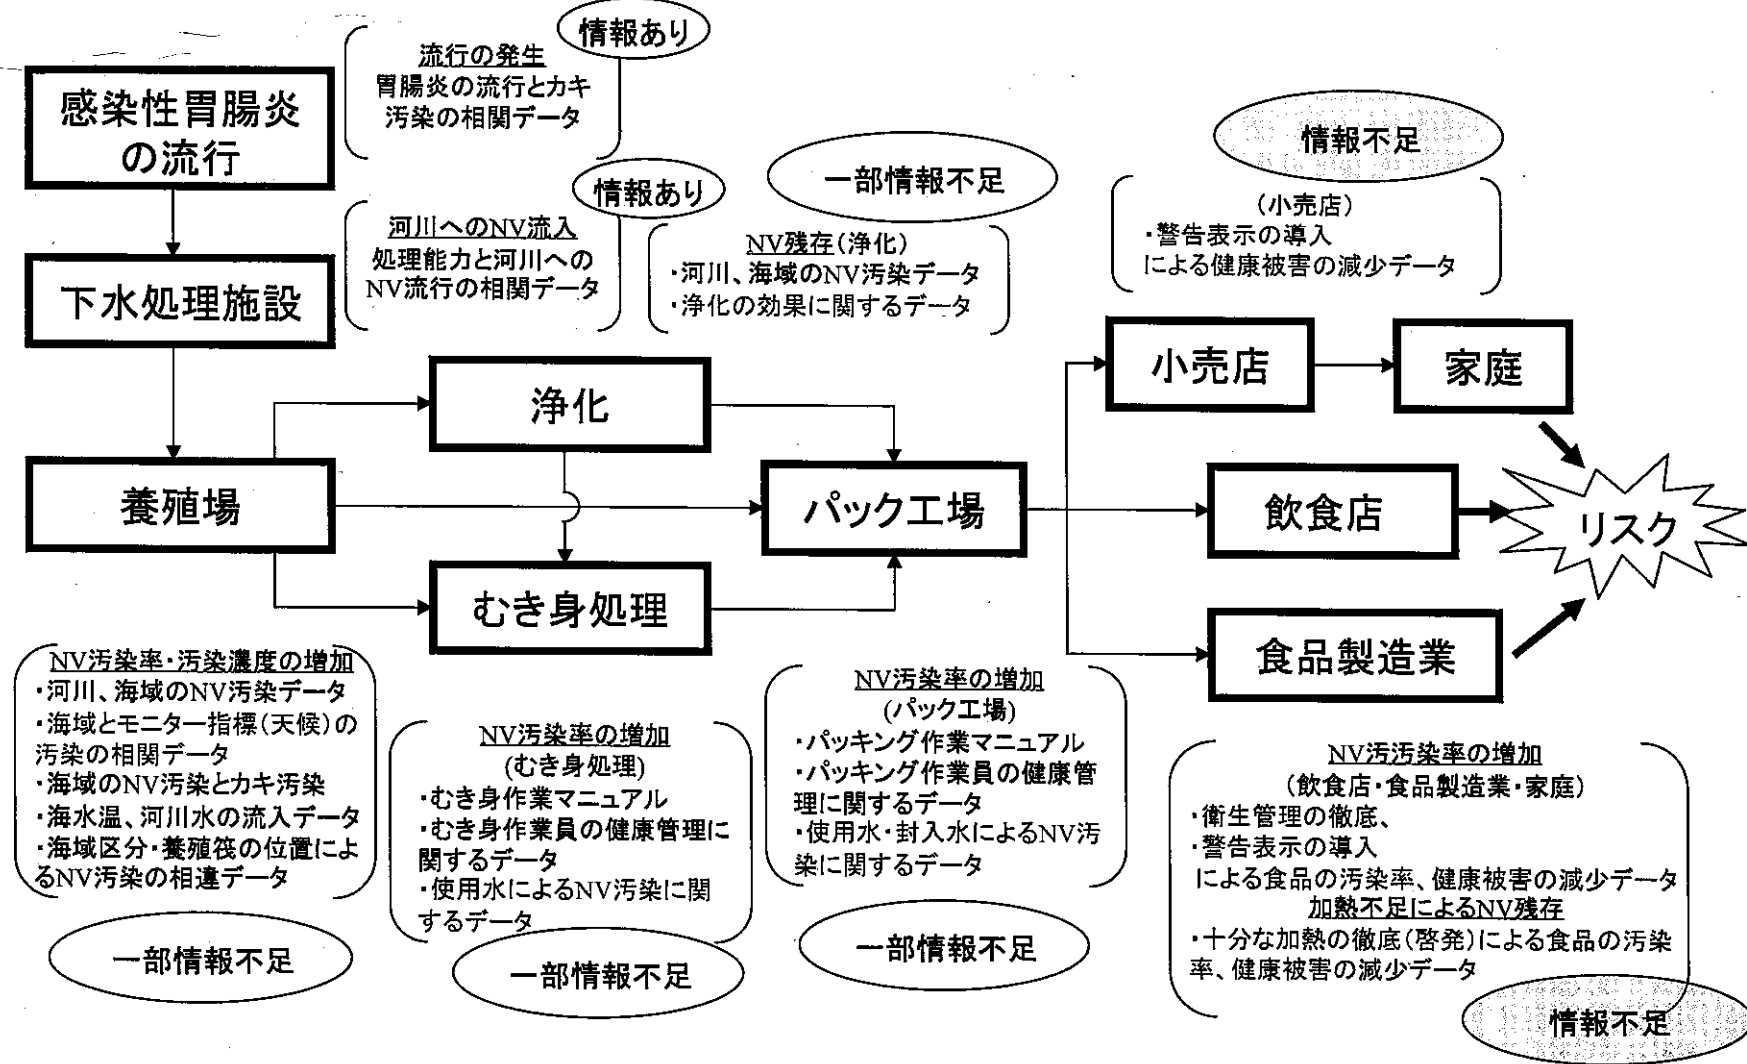 情報あり
流行の発生
胃腸炎の流行とカキ
汚染の相関データ
感染性胃腸炎
の流行
情報あり
河川へのNV流入
処理能力と河川への
NV流行の相関データ
下水処理施設
一部情報不足
NV残存(浄化)
・河川、海域のNV汚染データ
・浄化の効果に関するデータ
情報不足
(小売店)
・警告表示の導入
による健康被害の減少データ
小売店
家庭
浄化
養殖場
パック工場
飲食店
リスク
むき身処理
食品製造業
NV汚染率・汚染濃度の増加
・河川、海域のNV汚染データ
・海域とモニター指標(天候)の
汚染の相関データ
・海域のNV汚染とカキ汚染
・海水温、河川水の流入データ
・海域区分・養殖筏の位置によ
るNV汚染の相違データ
一部情報不足
NV汚染率の増加
(むき身処理)
・むき身作業マニュアル
・むき身作業員の健康管理に
関するデータ
・使用水によるNV汚染に関
するデータ
一部情報不足
NV汚染率の増加
(パック工場)
・パッキング作業マニュアル
・パッキング作業員の健康管
理に関するデータ
・使用水・封入水によるNV汚
染に関するデータ
一部情報不足
NV汚汚染率の増加
(飲食店・食品製造業・家庭)
・衛生管理の徹底、
・警告表示の導入
による食品の汚染率、健康被害の減少データ
加熱不足によるNV残存
・十分な加熱の徹底(啓発)による食品の汚染
率、健康被害の減少データ
情報不足